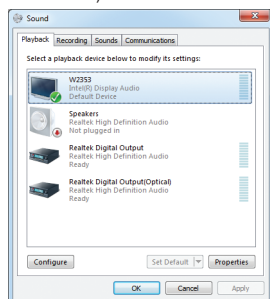 Sound
Playback Recording Sounds Communications
Select a playback device below to modify its settings:
W2353
Intel(R) Display Audio
Default Device
Speakers
Realtek High Definition Audio
Not plugged in
Realtek Digital Output
Realtek High Definition Audio
Ready
Realtek Digital Output(Optical)
Realtek High Definition Audio
Ready
Configure Set Default Properties
OK Cancel Apply